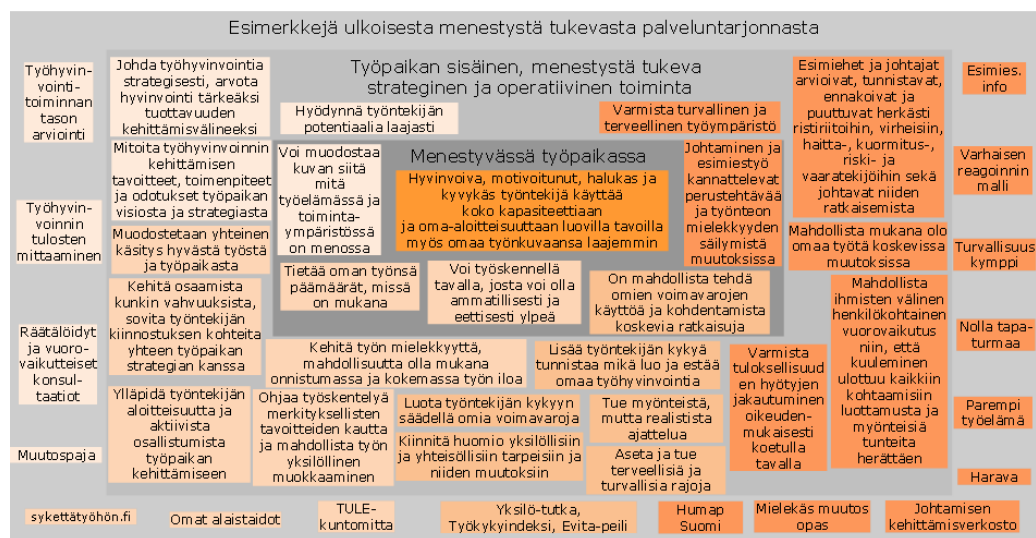 Esimerkkejä ulkoisesta menestystä tukevasta palveluntarjonnasta
Työpaikan sisäinen, menestystä tukeva
strateginen ja operatiivinen toiminta
Työhyvin-
vointi-
toiminnan
tason
arviointi
Johda työhyvinvointia
strategisesti, arvota
hyvinvointi tärkeäksi
tuottavuuden
kehittämisvälineeksi
Hyödynnä työntekijän
potentiaalia laajasti
Varmista turvallinen ja
terveellinen työympäristö
Esimiehet ja johtajat
arvioivat, tunnistavat,
ennakoivat ja
puuttuvat herkästi
ristiriitoihin, virheisiin,
haitta-, kuormitus-,
riski- ja
vaaratekijöihin sekä
johtavat niiden
ratkaisemista
Esimies.
info
Mitoita työhyvinvoinnin
kehittämisen
tavoitteet, toimenpiteet
ja odotukset työpaikan
visiosta ja strategiasta
Voi muodostaa
kuvan siitä
mitä
työelämässä ja
toiminta-
ympäristössä
on menossa
Menestyvässä työpaikassa
Hyvinvoiva, motivoitunut, halukas ja
kyvykäs työntekijä käyttää
koko kapasiteettiaan
ja oma-aloitteisuuttaan luovilla tavoilla
myös omaa työnkuvaansa laajemmin
Johtaminen ja
esimiestyö
kannattelevat
perustehtävää
ja työnteon
mielekkyyden
säilymistä
muutoksissa
Varhaisen
reagoinnin
malli
Työhyvin-
voinnin
tulosten
mittaaminen
Muodostetaan yhteinen
käsitys hyvästä työstä
ja työpaikasta
Mahdollista mukana olo
omaa työtä koskevissa
muutoksissa
Turvallisuus
kymppi
Kehitä osaamista
kunkin vahvuuksista,
sovita työntekijän
kiinnostuksen kohteita
yhteen työpaikan
strategian kanssa
Tietää oman työnsä
päämäärät, missä
on mukana
Voi työskennellä
tavalla, josta voi olla
ammatillisesti ja
eettisesti ylpeä
On mahdollista tehdä
omien voimavarojen
käyttöä ja kohdentamista
koskevia ratkaisuja
Mahdollista
ihmisten välinen
henkilökohtainen
vuorovaikutus
niin, että
kuuleminen
ulottuu kaikkiin
kohtaamisiin
luottamusta ja
myönteisiä
tunteita
herättäen
Räätälöidyt
ja vuoro-
vaikutteiset
konsul-
taatiot
Nolla tapa-
turmaa
Kehitä työn mielekkyyttä,
mahdollisuutta olla mukana
onnistumassa ja kokemassa työn iloa
Lisää työntekijän kykyä
tunnistaa mikä luo ja estää
omaa työhyvinvointia
Varmista
tuloksellisuud
en hyötyjen
jakautuminen
oikeuden-
mukaisesti
koetulla
tavalla
Ylläpidä työntekijän
aloitteisuutta ja
aktiivista
osallistumista
työpaikan
kehittämiseen
Ohjaa työskentelyä
merkityksellisten
tavoitteiden kautta
ja mahdollista työn
yksilöllinen
muokkaaminen
Luota työntekijän kykyyn
säädellä omia voimavaroja
Tue myönteistä,
mutta realistista
ajattelua
Parempi
työelämä
Kiinnitä huomio yksilöllisiin
ja yhteisöllisiin tarpeisiin ja
niiden muutoksiin
Aseta ja tue
terveellisiä ja
turvallisia rajoja
Muutospaja
Harava
sykettätyöhön.fi
Omat alaistaidot
TULE-
kuntomitta
Yksilö-tutka,
Työkykyindeksi, Evita-peili
Humap
Suomi
Mielekäs muutos
opas
Johtamisen
kehittämisverkosto